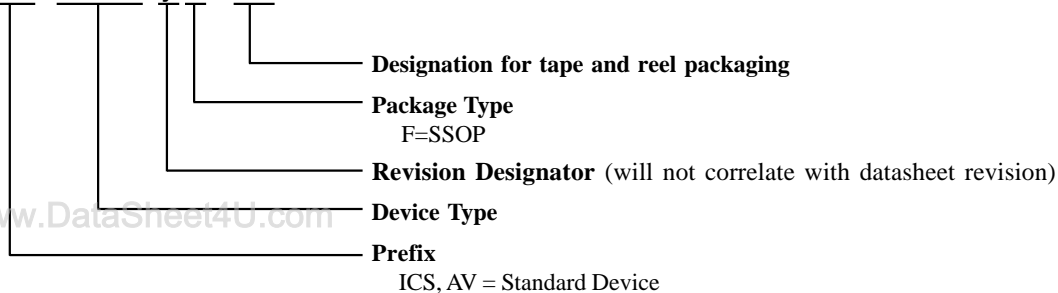 Designation for tape and reel packaging
Package Type
F=SSOP
Revision Designator (will not correlate with datasheet revision)
www.DataSheet4U.com
Device Type
Prefix
ICS, AV = Standard Device